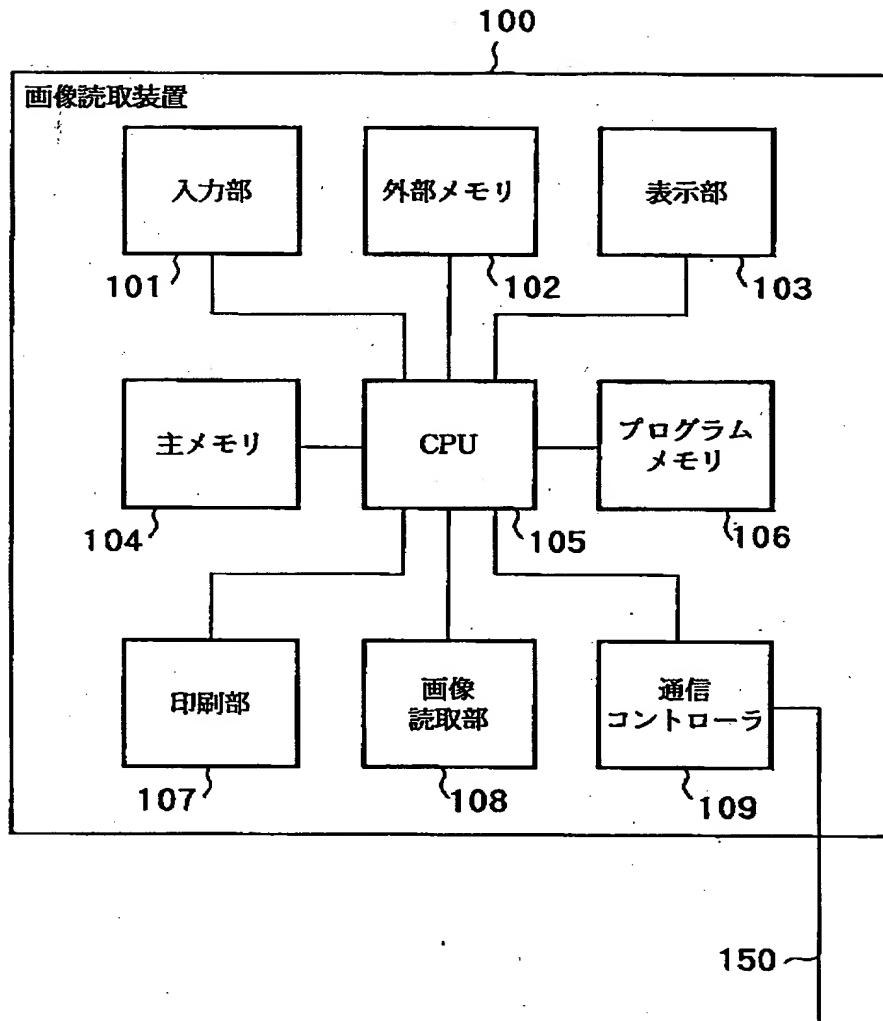 100
画像読取装置
入力部
外部メモリ
表示部
101
102
103
主メモリ
CPU
プログラム
メモリ
104
105
106
印刷部
画像
読取部
通信
コントローラ
107
108
109
150